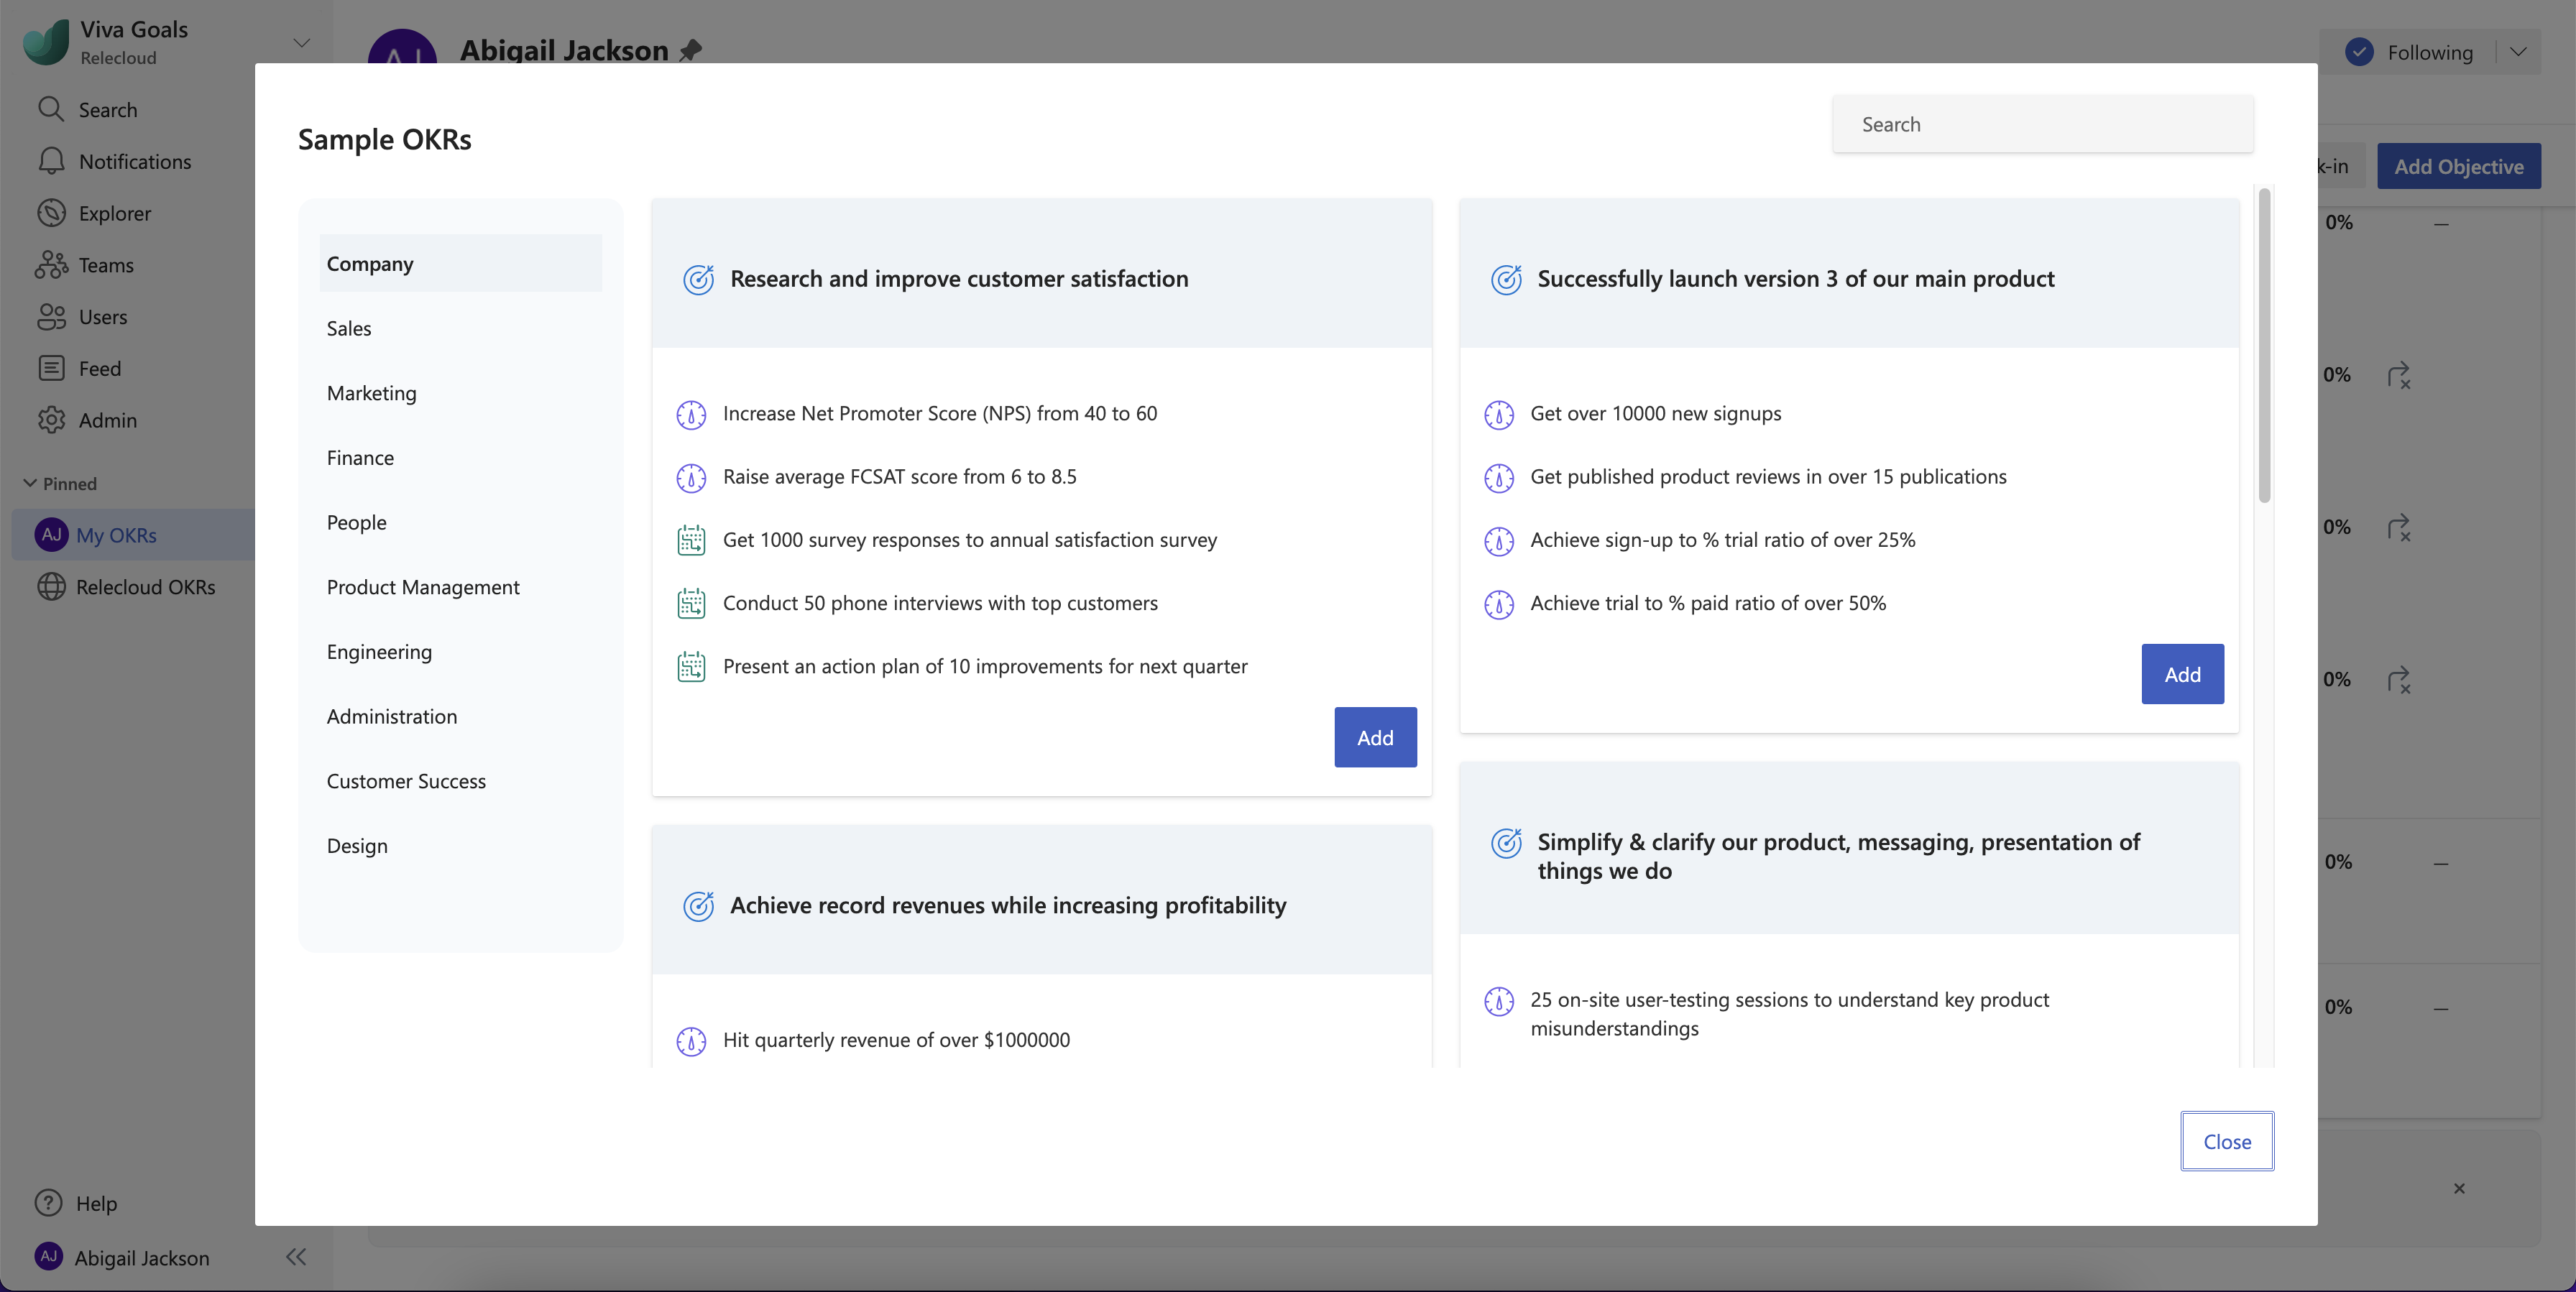 Viva Goals
Relecloud
Search
Notifications
Explorer
Teams
Users
Feed
Admin
Pinned
AJ My OKRs
Relecloud OKRs
Help
AJ Abigail Jackson
AJ
Abigail Jackson
Following
k-in
Add Objective
0%
0%
0%
0%
0%
0%
Sample OKRs
Search
Company
Sales
Marketing
Finance
People
Product Management
Engineering
Administration
Customer Success
Design
Research and improve customer satisfaction
Increase Net Promoter Score (NPS) from 40 to 60
Raise average FCSAT score from 6 to 8.5
Get 1000 survey responses to annual satisfaction survey
Conduct 50 phone interviews with top customers
Present an action plan of 10 improvements for next quarter
Add
Achieve record revenues while increasing profitability
Hit quarterly revenue of over $1000000
Successfully launch version 3 of our main product
Get over 10000 new signups
Get published product reviews in over 15 publications
Achieve sign-up to % trial ratio of over 25%
Achieve trial to % paid ratio of over 50%
Add
Simplify & clarify our product, messaging, presentation of
things we do
25 on-site user-testing sessions to understand key product
misunderstandings
Close